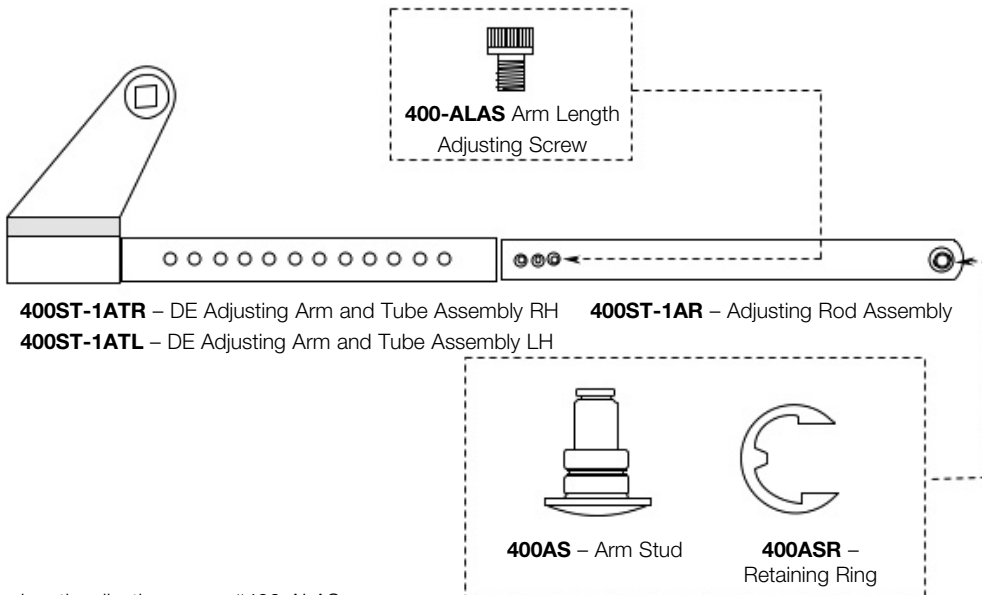 400-ALAS Arm Length
Adjusting Screw
400ST-1ATR – DE Adjusting Arm and Tube Assembly RH
400ST-1AR – Adjusting Rod Assembly
400ST-1ATL – DE Adjusting Arm and Tube Assembly LH
400AS – Arm Stud
400ASR –
Retaining Ring